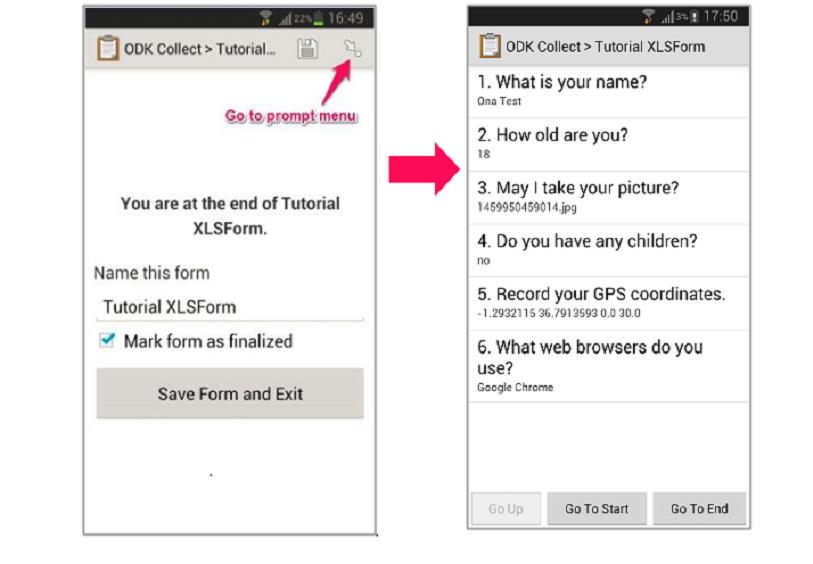 22% 16:49
ODK Collect > Tutorial...
Go to prompt menu
You are at the end of Tutorial
XLSForm.
Name this form
Tutorial XLSForm
Mark form as finalized
Save Form and Exit
3% 17:50
ODK Collect > Tutorial XLSForm
1. What is your name?
Ona Test
2. How old are you?
18
3. May I take your picture?
1459950459014.jpg
4. Do you have any children?
no
5. Record your GPS coordinates.
-1.2932115 36.7913593 0.0 30.0
6. What web browsers do you
use?
Google Chrome
Go Up
Go To Start
Go To End